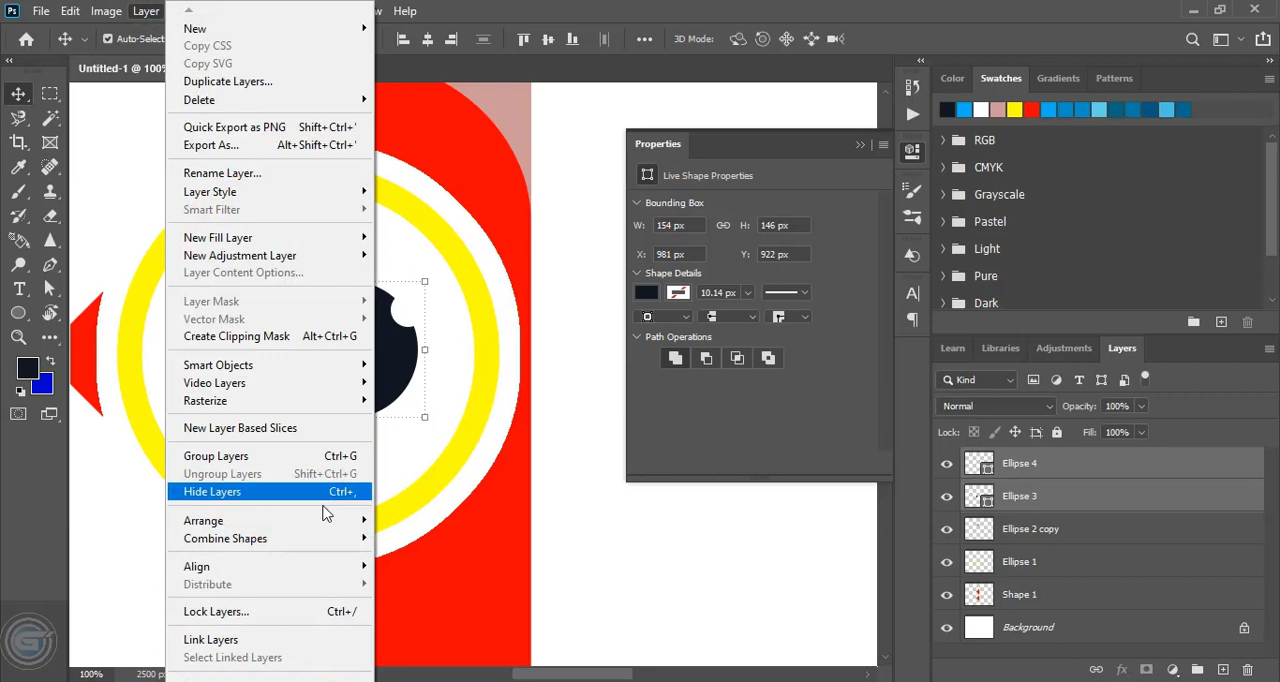 Ps File Edit Image Layer w Help
Auto-Select
3D Mode:
Untitled-1 @ 100%
New
Copy CSS
Copy SVG
Duplicate Layers...
Delete
Quick Export as PNG Shift+Ctrl+'
Export As... Alt+Shift+Ctrl+'
Rename Layer...
Layer Style
Smart Filter
New Fill Layer
New Adjustment Layer
Layer Content Options...
Layer Mask
Vector Mask
Create Clipping Mask Alt+Ctrl+G
Smart Objects
Video Layers
Rasterize
New Layer Based Slices
Group Layers Ctrl+G
Ungroup Layers Shift+Ctrl+G
Hide Layers Ctrl+,
Arrange
Combine Shapes
Align
Distribute
Lock Layers... Ctrl+/
Link Layers
Select Linked Layers
100% 2500 px
Properties
Live Shape Properties
Bounding Box
W: 154 px H: 146 px
X: 981 px Y: 922 px
Shape Details
10.14 px
Path Operations
Color Swatches Gradients Patterns
RGB
CMYK
Grayscale
Pastel
Light
Pure
Dark
Learn Libraries Adjustments Layers
Kind
Normal Opacity: 100%
Lock: Fill: 100%
Ellipse 4
Ellipse 3
Ellipse 2 copy
Ellipse 1
Shape 1
Background